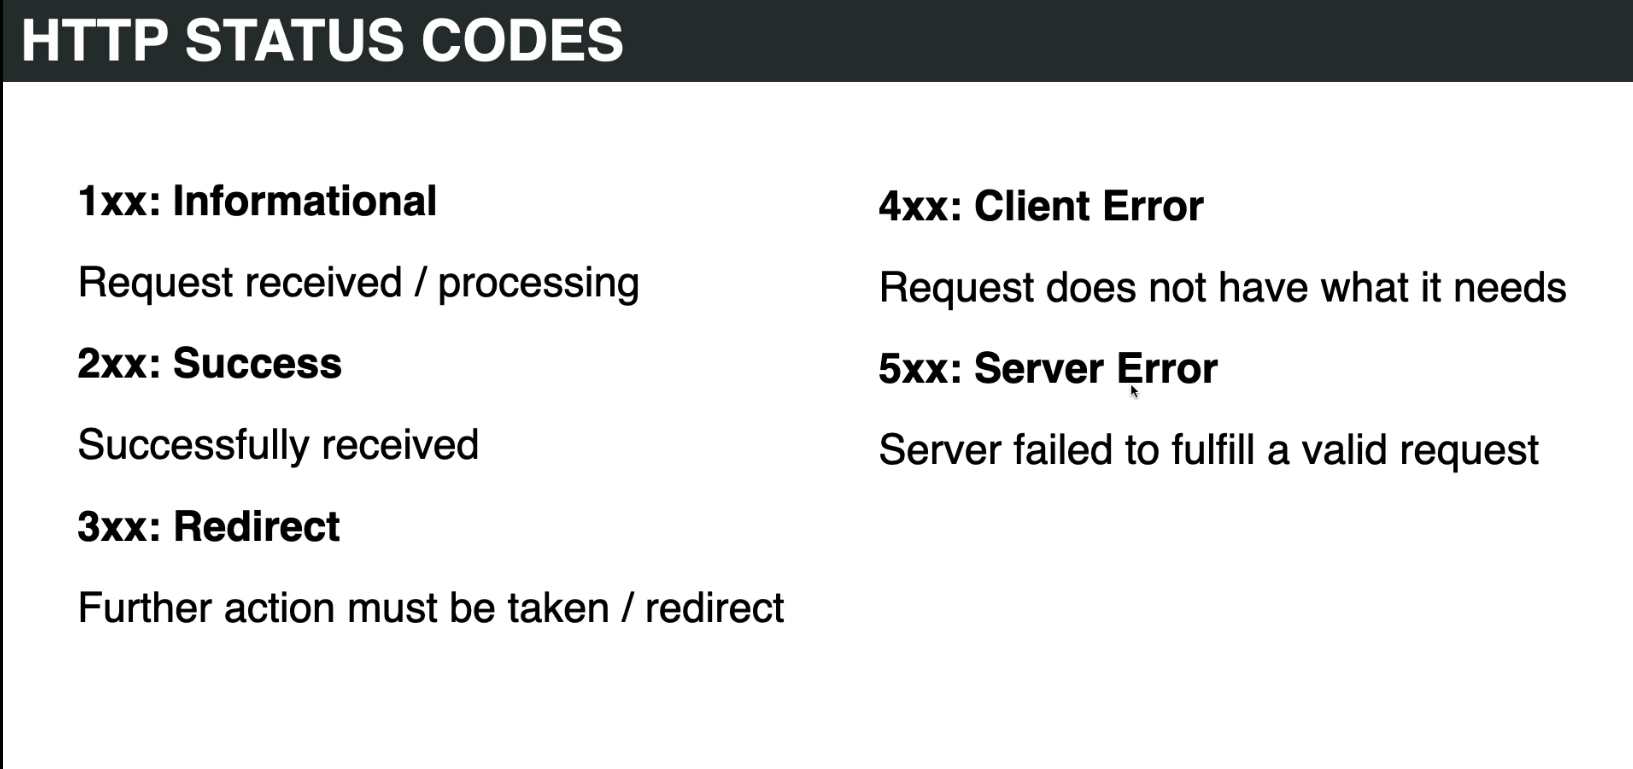 HTTP STATUS CODES
1xx: Informational
Request received / processing
2xx: Success
Successfully received
3xx: Redirect
Further action must be taken / redirect
4xx: Client Error
Request does not have what it needs
5xx: Server Error
Server failed to fulfill a valid request